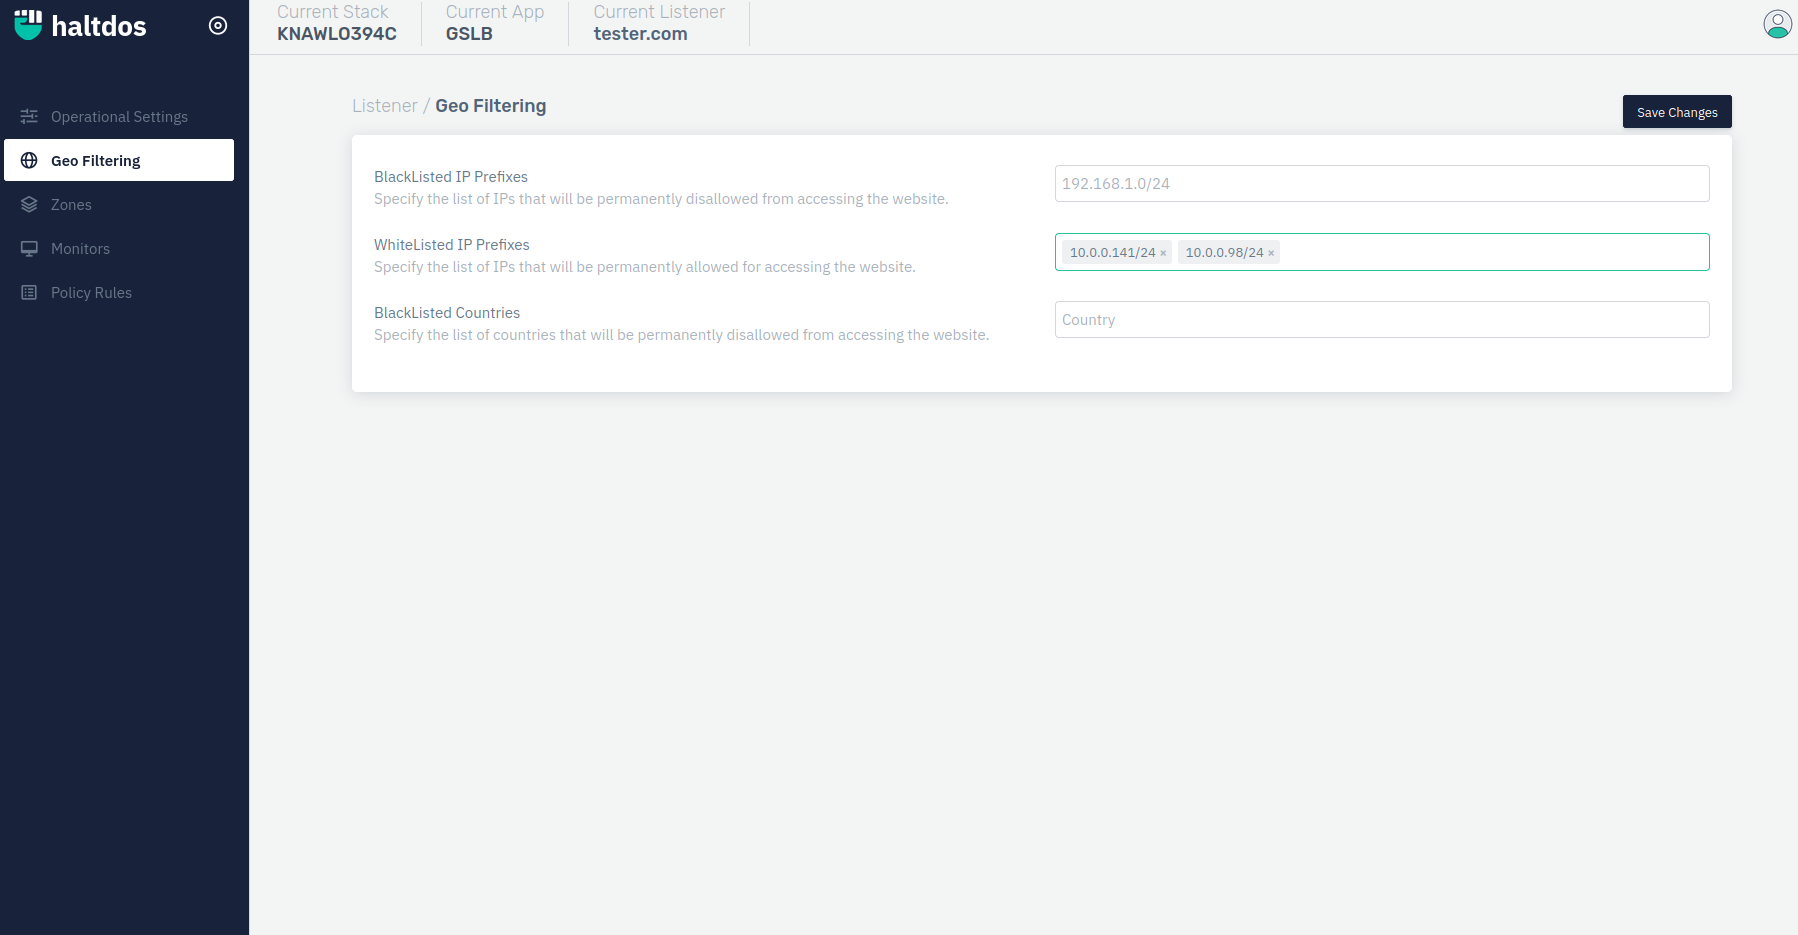 haltdos
Current Stack
KNAWLO394C
Current App
GSLB
Current Listener
tester.com
Operational Settings
Geo Filtering
Zones
Monitors
Policy Rules
Listener / Geo Filtering
Save Changes
BlackListed IP Prefixes
Specify the list of IPs that will be permanently disallowed from accessing the website.
192.168.1.0/24
WhiteListed IP Prefixes
Specify the list of IPs that will be permanently allowed for accessing the website.
10.0.0.141/24 × 10.0.0.98/24 ×
BlackListed Countries
Specify the list of countries that will be permanently disallowed from accessing the website.
Country